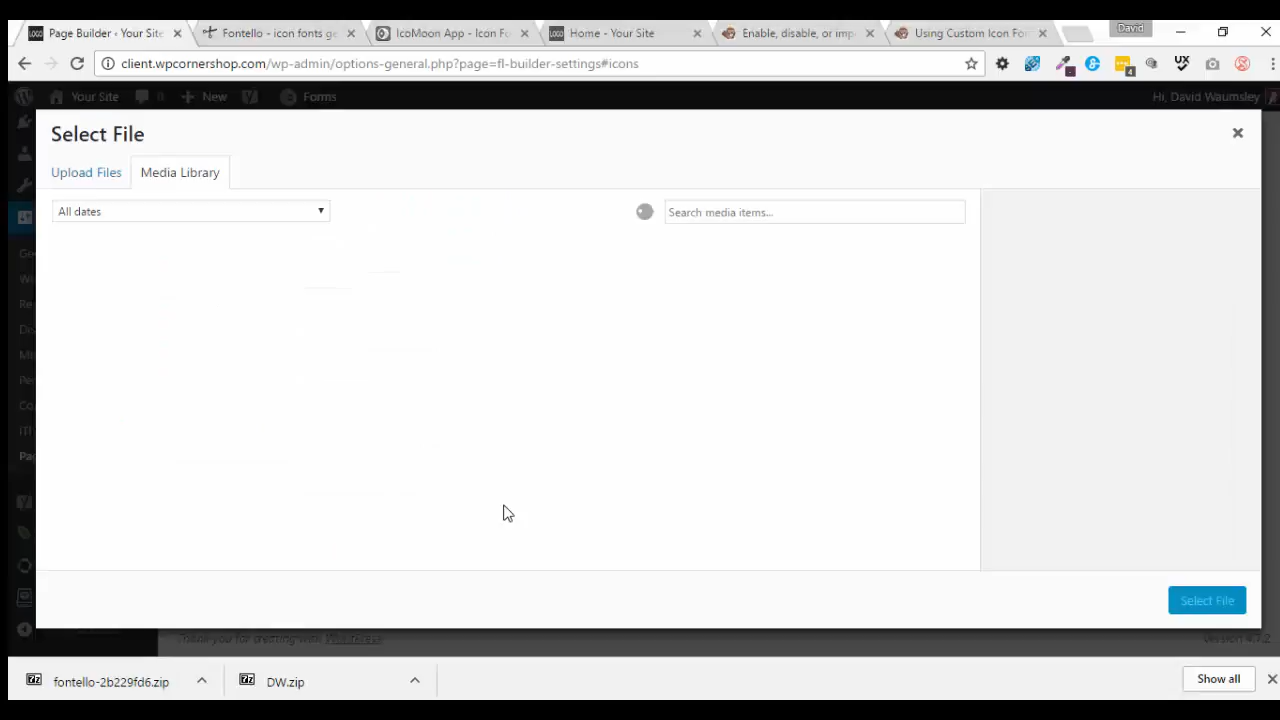 Page Builder ‹ Your Site
Fontello - icon fonts ge
IcoMoon App - Icon Fo
Home - Your Site
Enable, disable, or imp
Using Custom Icon Fon
David
client.wpcornershop.com/wp-admin/options-general.php?page=fl-builder-settings#icons
Your Site
0
New
Forms
Hi, David Waumsley
Select File
Upload Files
Media Library
All dates
Search media items...
Select File
Thank you for creating with WordPress.
Version 4.7.2
fontello-2b229fd6.zip
DW.zip
Show all